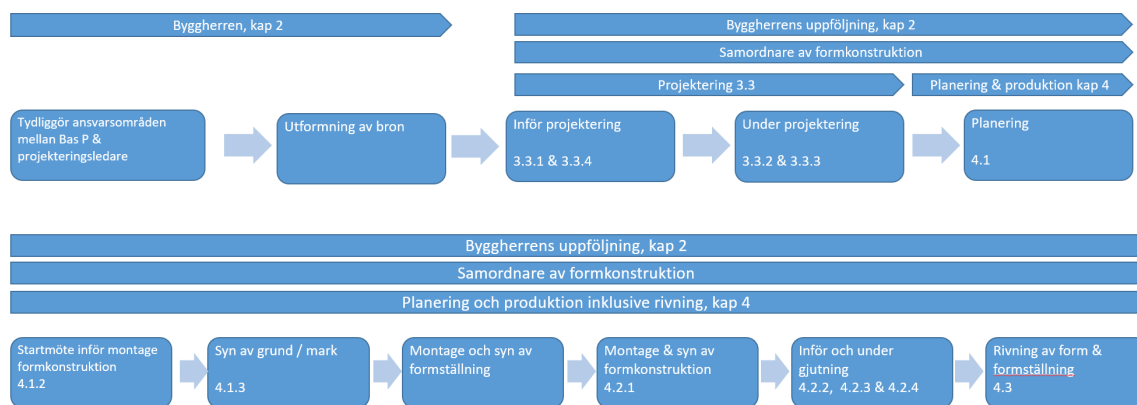 Byggherren, kap 2
Byggherrens uppföljning, kap 2
Samordnare av formkonstruktion
Projektering 3.3
Planering & produktion kap 4
Tydliggör ansvarsområden
mellan Bas P &
projekteringsledare
Utformning av bron
Inför projektering
3.3.1 & 3.3.4
Under projektering
3.3.2 & 3.3.3
Planering
4.1
Byggherrens uppföljning, kap 2
Samordnare av formkonstruktion
Planering och produktion inklusive rivning, kap 4
Startmöte inför montage
formkonstruktion
4.1.2
Syn av grund / mark
4.1.3
Montage och syn av
formställning
Montage & syn av
formkonstruktion
4.2.1
Inför och under
gjutning
4.2.2, 4.2.3 & 4.2.4
Rivning av form &
formställning
4.3